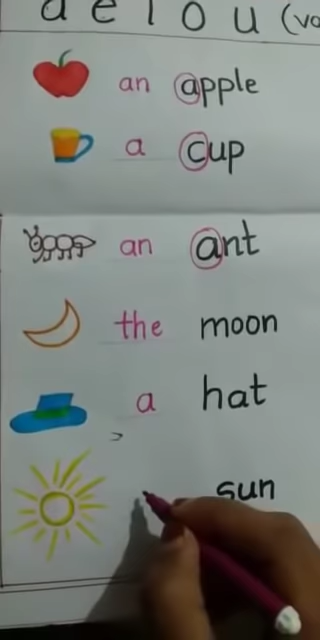 a e i o u
an apple
a cup
an ant
the moon
a hat
sun